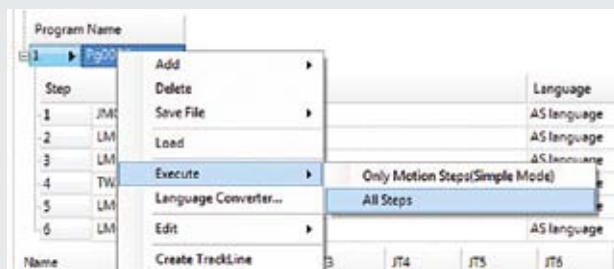 Program Name
1
Step Language
1 AS language
2 LM AS language
3 LM AS language
4
5 LM
6 LM AS language
Name JT4 JT5 JT6
Add
Delete
Save File
Load
Execute
Language Converter...
Edit
Create TrackLine
Only Motion Steps(Simple Mode)
All Steps